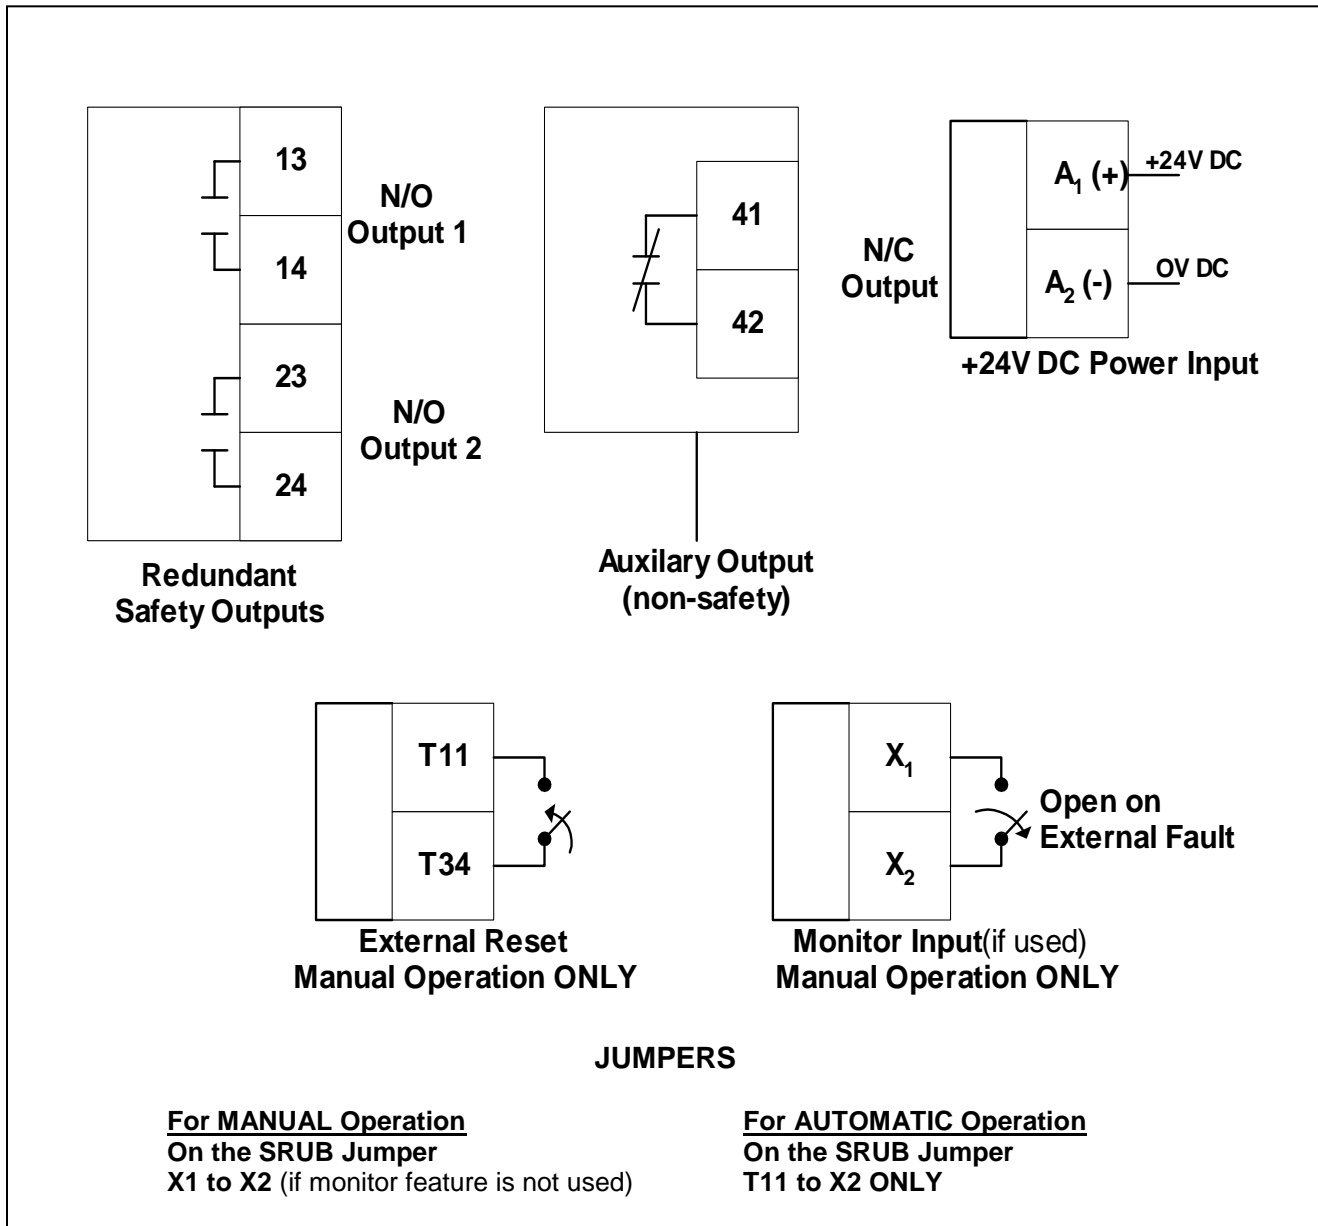 13
14
23
24
N/O
Output 1
N/O
Output 2
Redundant
Safety Outputs
41
42
N/C
Output
Auxilary Output
(non-safety)
A1 (+)
+24V DC
A2 (-)
OV DC
+24V DC Power Input
T11
T34
External Reset
Manual Operation ONLY
X1
X2
Open on
External Fault
Monitor Input(if used)
Manual Operation ONLY
JUMPERS
For MANUAL Operation
On the SRUB Jumper
X1 to X2 (if monitor feature is not used)
For AUTOMATIC Operation
On the SRUB Jumper
T11 to X2 ONLY